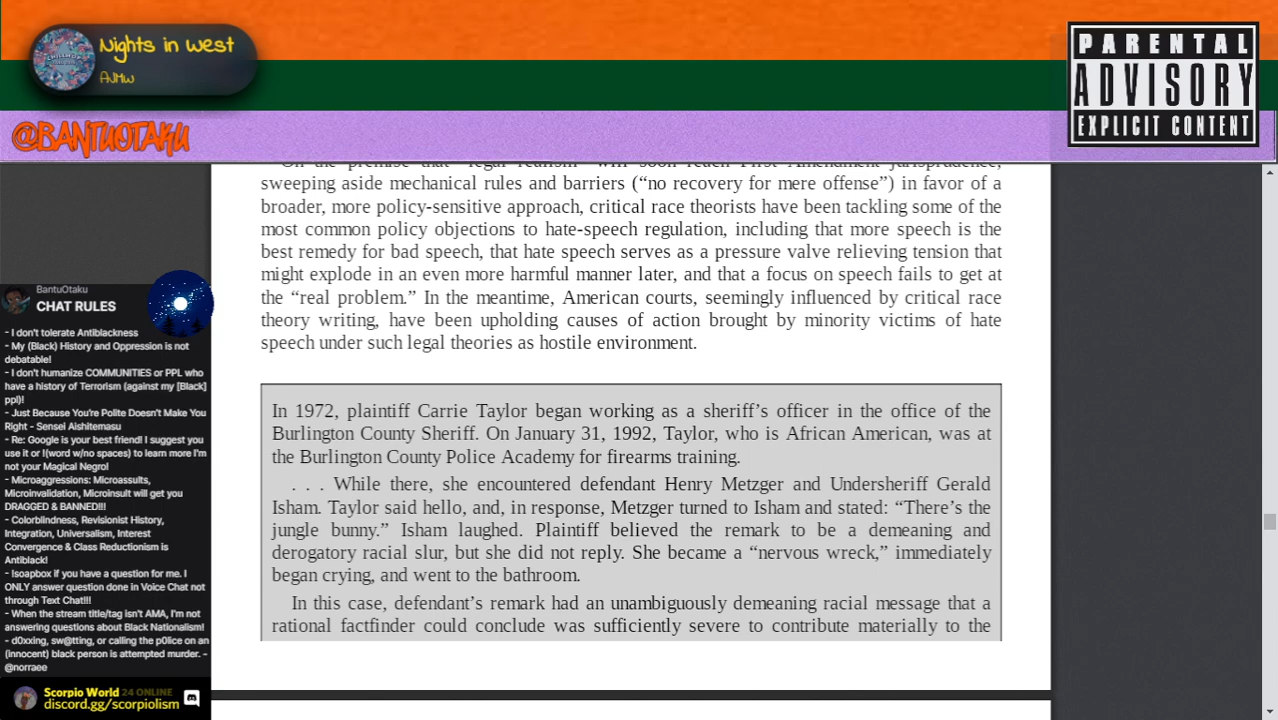 Nights in west
AJMW
PARENTAL
ADVISORY
EXPLICIT CONTENT
@BANTUOTAKU
On the premise that "legal realism" will soon reach First Amendment jurisprudence,
sweeping aside mechanical rules and barriers (“no recovery for mere offense”) in favor of a
broader, more policy-sensitive approach, critical race theorists have been tackling some of the
most common policy objections to hate-speech regulation, including that more speech is the
best remedy for bad speech, that hate speech serves as a pressure valve relieving tension that
might explode in an even more harmful manner later, and that a focus on speech fails to get at
the “real problem.” In the meantime, American courts, seemingly influenced by critical race
theory writing, have been upholding causes of action brought by minority victims of hate
speech under such legal theories as hostile environment.
In 1972, plaintiff Carrie Taylor began working as a sheriff’s officer in the office of the
Burlington County Sheriff. On January 31, 1992, Taylor, who is African American, was at
the Burlington County Police Academy for firearms training.
. . . While there, she encountered defendant Henry Metzger and Undersheriff Gerald
Isham. Taylor said hello, and, in response, Metzger turned to Isham and stated: “There’s the
jungle bunny.” Isham laughed. Plaintiff believed the remark to be a demeaning and
derogatory racial slur, but she did not reply. She became a “nervous wreck,” immediately
began crying, and went to the bathroom.
In this case, defendant’s remark had an unambiguously demeaning racial message that a
rational factfinder could conclude was sufficiently severe to contribute materially to the
BantuOtaku
CHAT RULES
- I don't tolerate Antiblackness
- My (Black) History and Oppression is not
debatable!
- I don't humanize COMMUNITIES or PPL who
have a history of Terrorism (against my [Black]
ppl)!
- Just Because You're Polite Doesn't Make You
Right - Sensei Aishitemasu
- Re: Google is your best friend! I suggest you
use it or !(word w/no spaces) to learn more I'm
not your Magical Negro!
- Microaggressions: Microassults,
Microinvalidation, Microinsult will get you
DRAGGED & BANNED!!!
- Colorblindness, Revisionist History,
Integration, Universalism, Interest
Convergence & Class Reductionism is
Antiblack!
- !soapbox if you have a question for me. I
ONLY answer question done in Voice Chat not
through Text Chat!!!
- When the stream title/tag isn't AMA, I'm not
answering questions about Black Nationalism!
- d0xxing, sw@tting, or calling the p0lice on an
(innocent) black person is attempted murder. -
@norraee
Scorpio World 24 ONLINE
discord.gg/scorpiolism